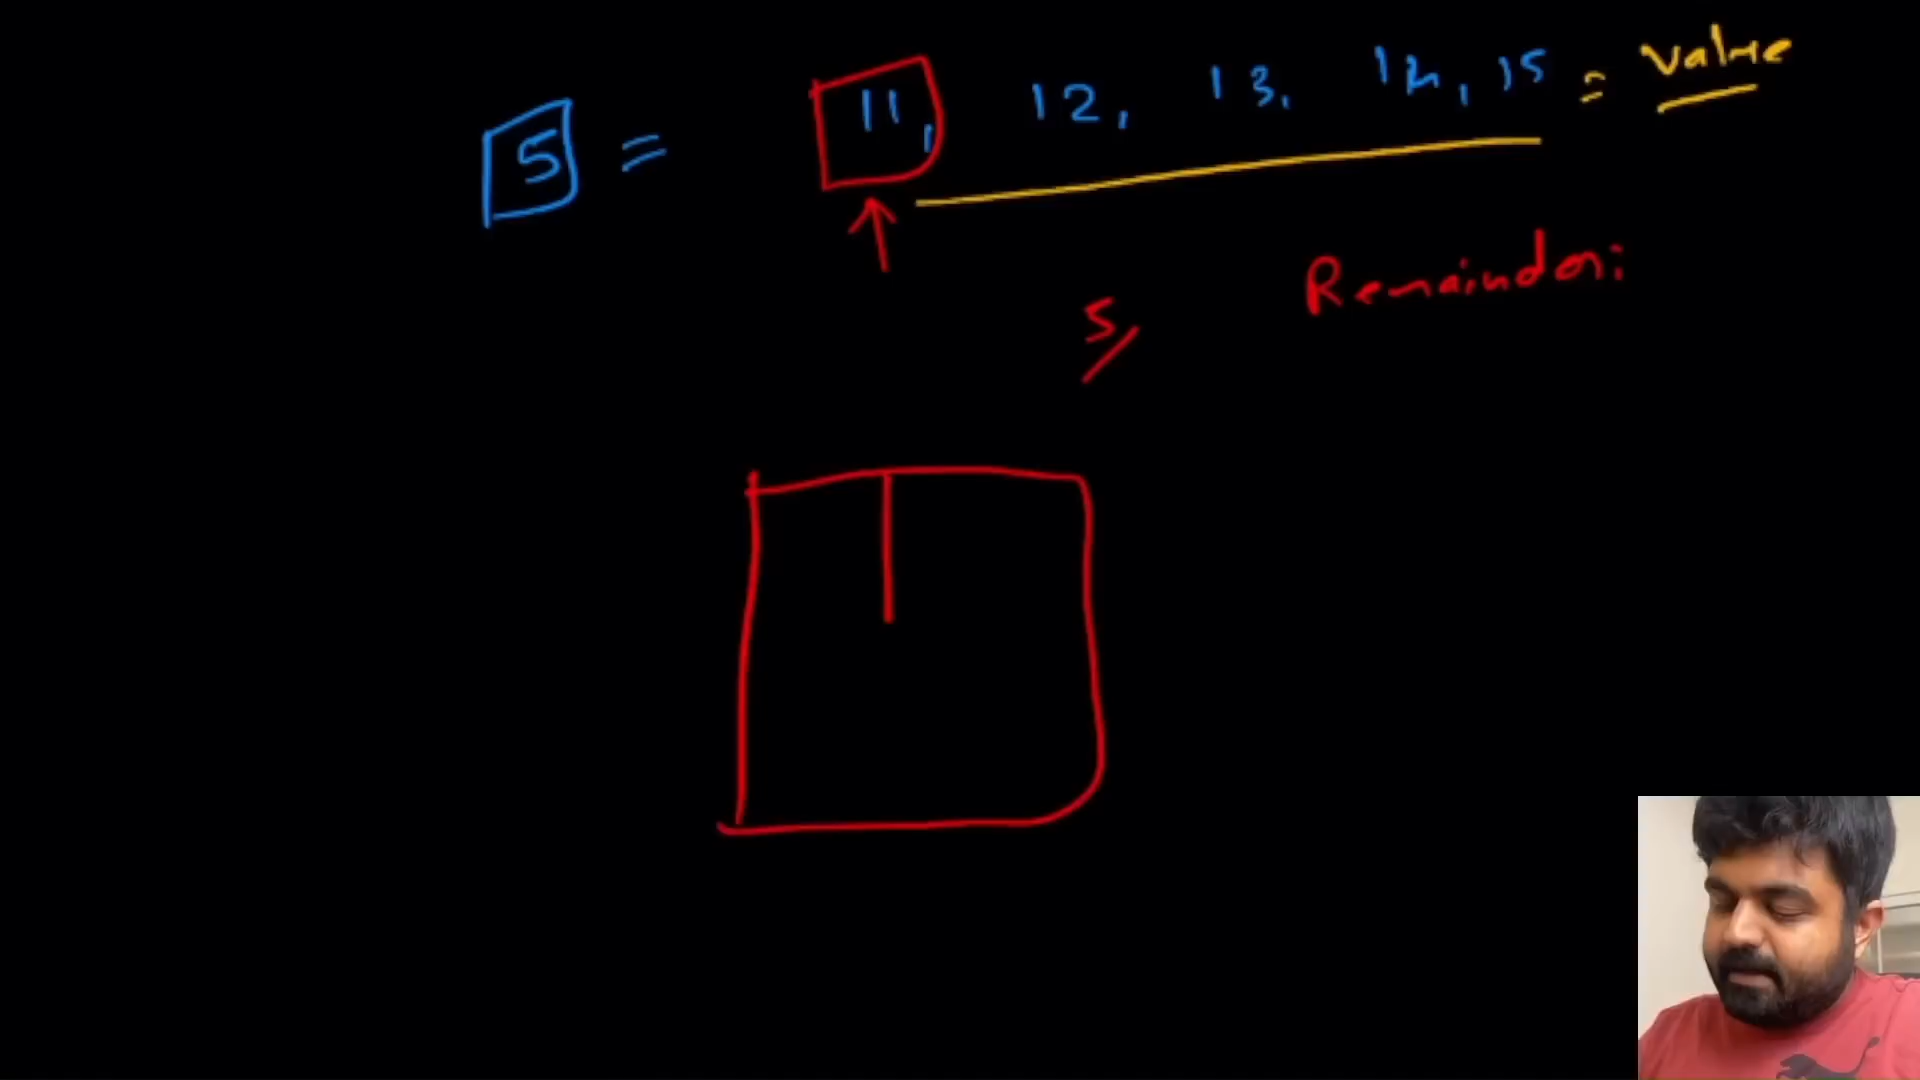 5 = 11, 12, 13, 14, 15 = value
5, Remainder: